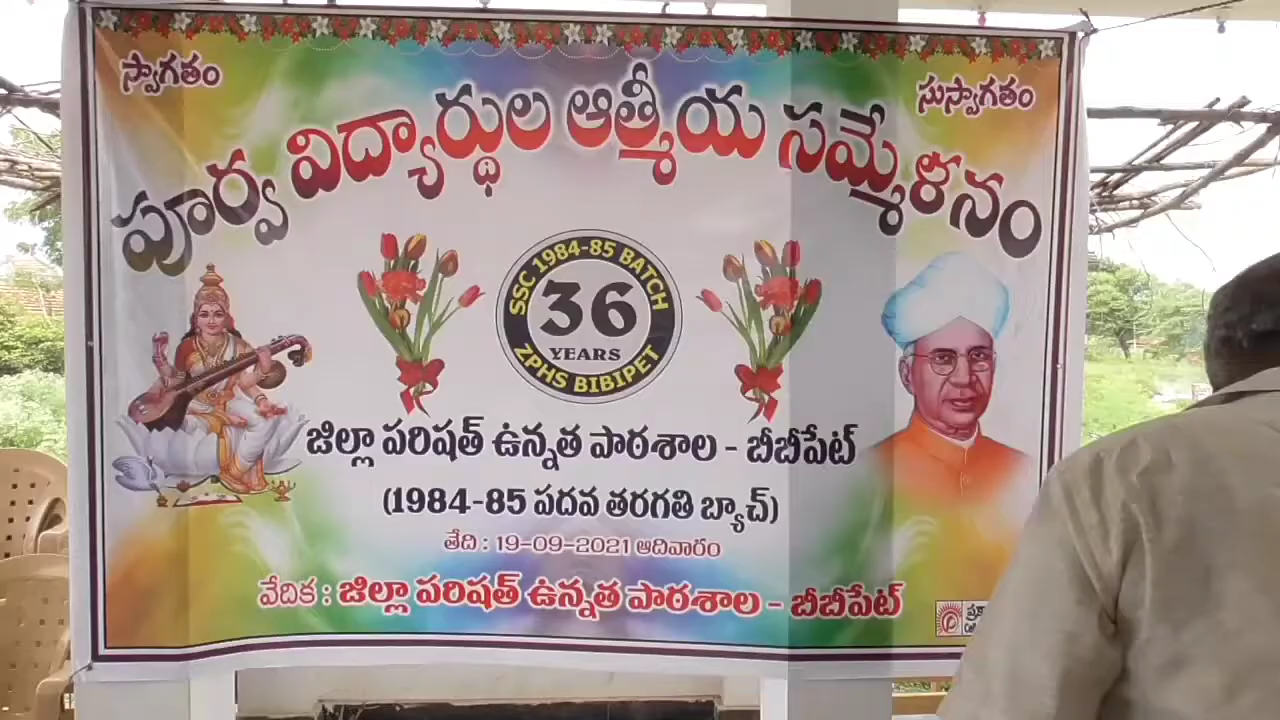 స్వాగతం
సుస్వాగతం
పూర్వ విద్యార్థుల ఆత్మీయ సమ్మేళనం
SSC 1984-85 BATCH
36
YEARS
ZPHS BIBIPET
జిల్లా పరిషత్ ఉన్నత పాఠశాల - బీబీపేట్
(1984-85 పదవ తరగతి బ్యాచ్)
తేది : 19-09-2021 ఆదివారం
వేదిక : జిల్లా పరిషత్ ఉన్నత పాఠశాల - బీబీపేట్